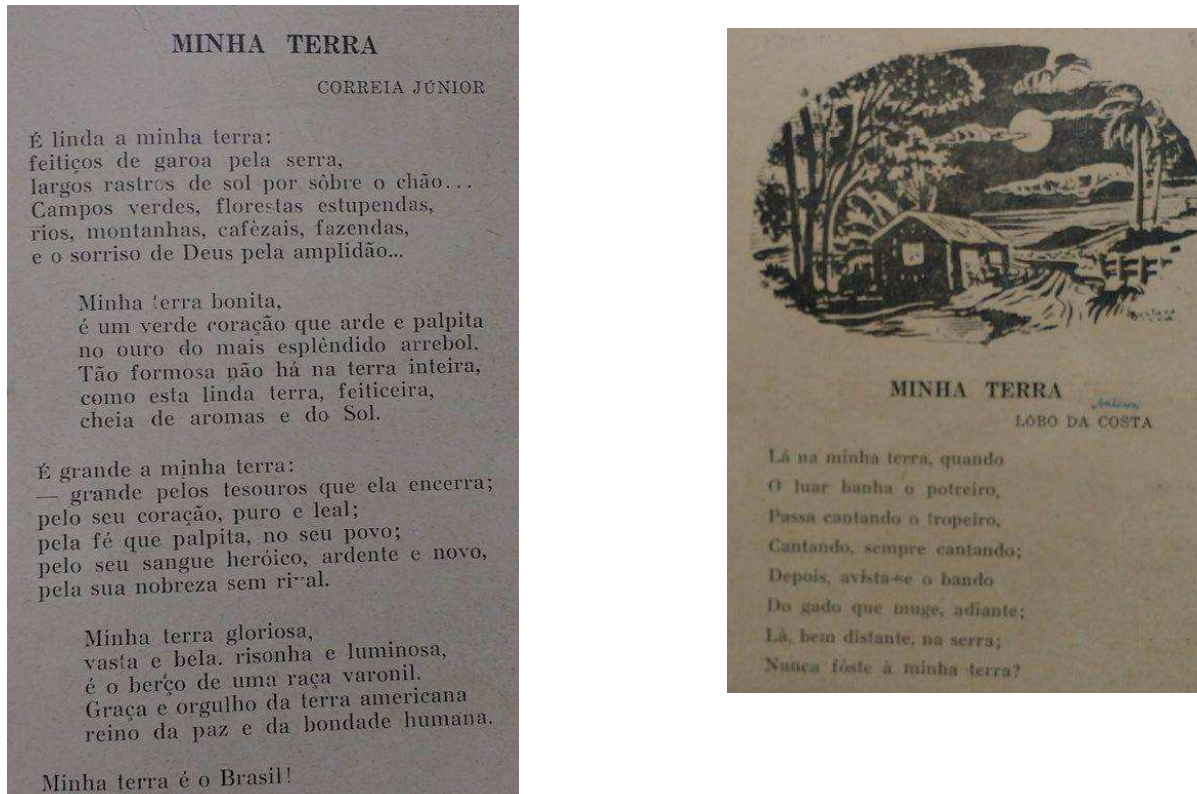 MINHA TERRA
CORREIA JÚNIOR
É linda a minha terra:
feitiços de garoa pela serra,
largos rastros de sol por sôbre o chão...
Campos verdes, florestas estupendas,
rios, montanhas, cafèzais, fazendas,
e o sorriso de Deus pela amplidão...
Minha terra bonita,
é um verde coração que arde e palpita
no ouro do mais esplêndido arrebol.
Tão formosa não há na terra inteira,
como esta linda terra, feiticeira,
cheia de aromas e do Sol.
É grande a minha terra:
— grande pelos tesouros que ela encerra;
pelo seu coração, puro e leal;
pela fé que palpita, no seu povo;
pelo seu sangue heróico, ardente e novo,
pela sua nobreza sem rival.
Minha terra gloriosa,
vasta e bela. risonha e luminosa,
é o berço de uma raça varonil.
Graça e orgulho da terra americana
reino da paz e da bondade humana.
Minha terra é o Brasil!
MINHA TERRA
LOBO DA COSTA
Lá na minha terra, quando
O luar banha o potreiro,
Passa cantando o tropeiro,
Cantando, sempre cantando;
Depois, avista-se o bando
Do gado que muge, adiante;
Lá, bem distante, na serra;
Nunca fôste à minha terra?